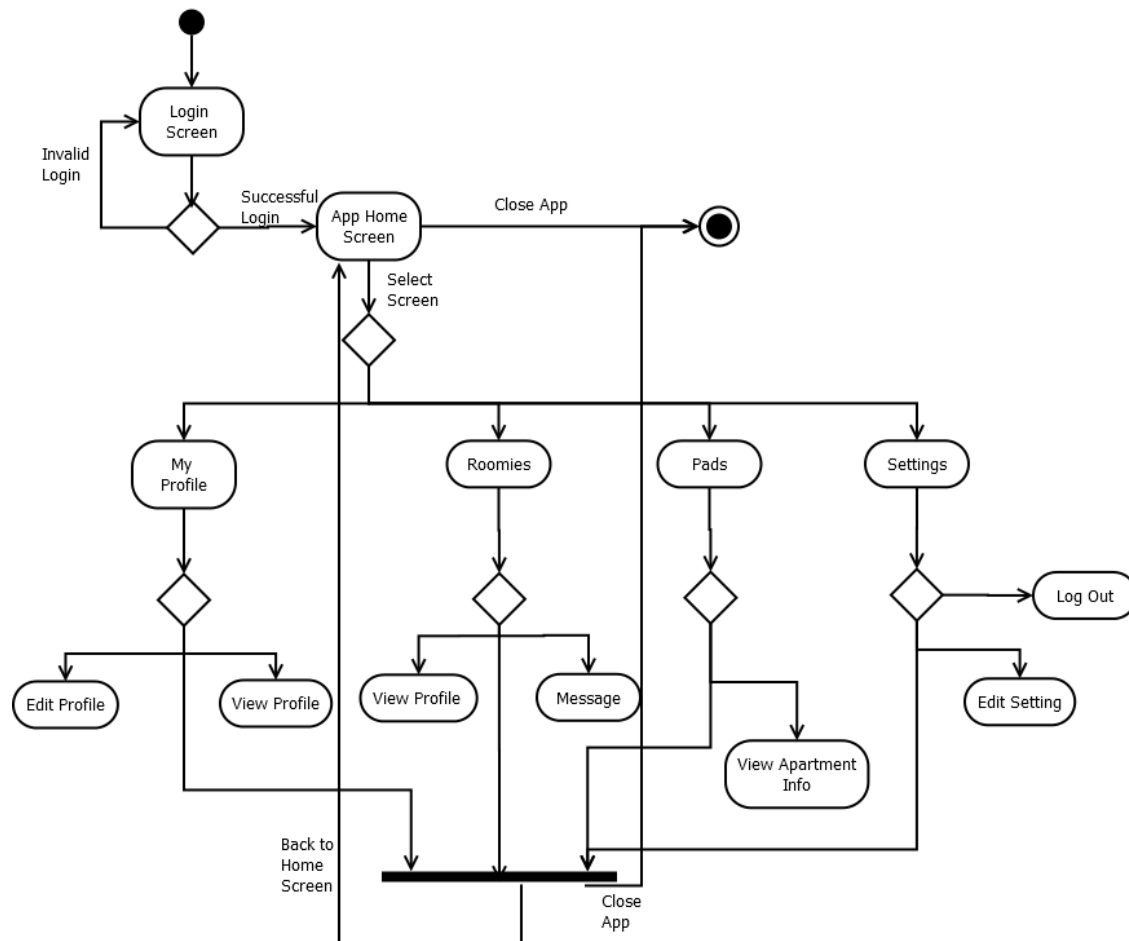 Login
Screen
Invalid
Login
Successful
Login
App Home
Screen
Close App
Select
Screen
My
Profile
Roomies
Pads
Settings
Log Out
Edit Profile
View Profile
View Profile
Message
Edit Setting
View Apartment
Info
Back to
Home
Screen
Close
App